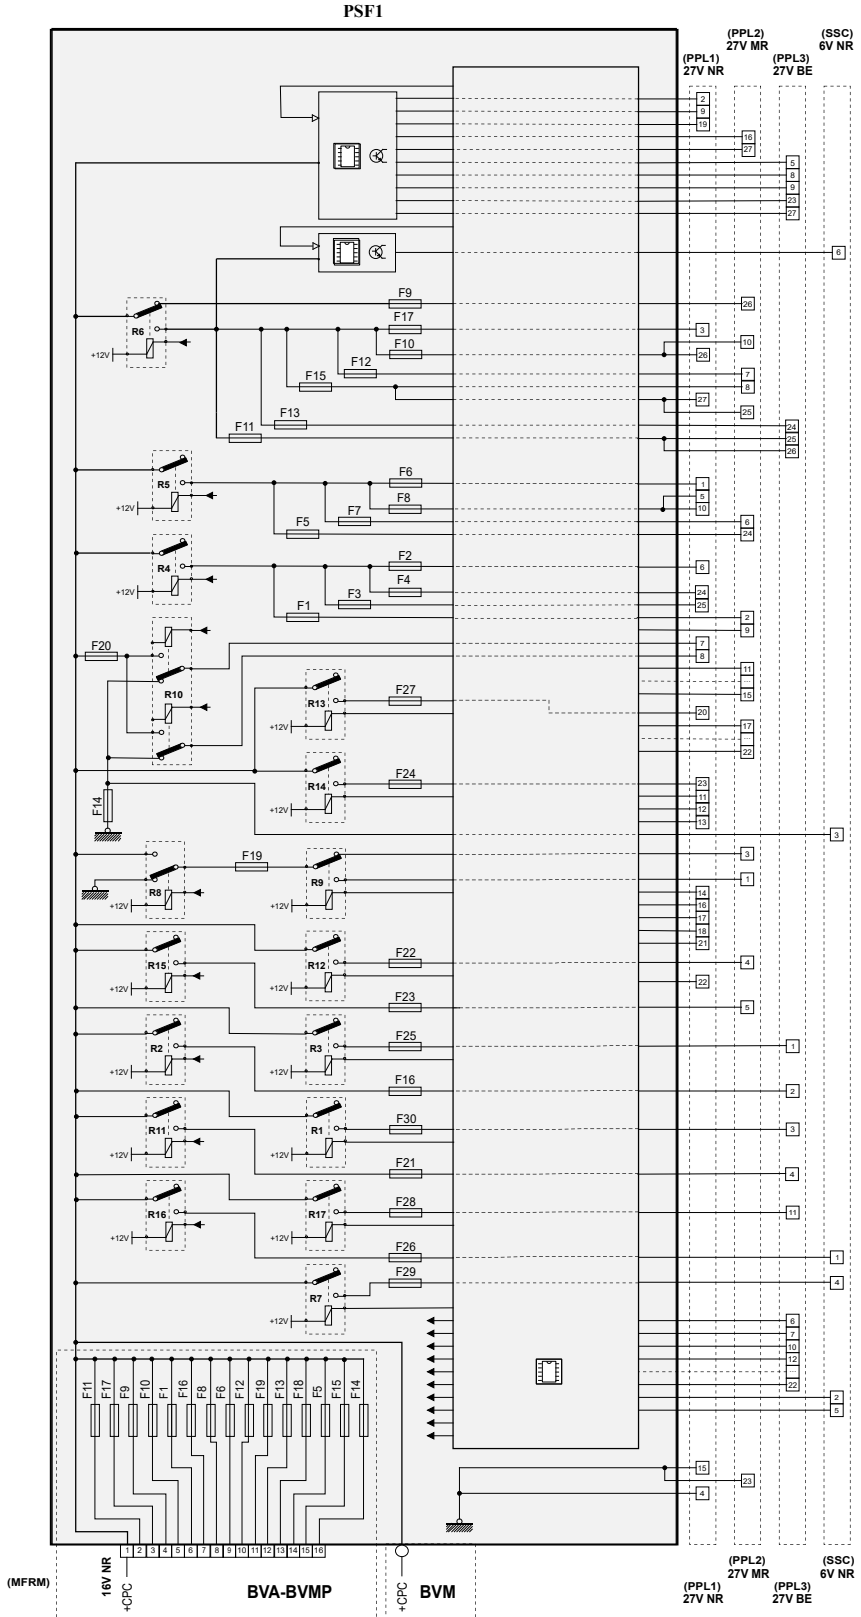 PSF1
(PPL2)
27V MR
(SSC)
6V NR
(PPL1)
27V NR
(PPL3)
27V BE
2
9
19
16
27
5
8
9
23
27
6
F9
26
R6
F17
3
10
+12V
F10
26
F12
7
F15
8
27
F13
25
24
F11
25
26
F6
R5
1
5
F8
10
+12V
F7
6
F5
24
F2
R4
6
F4
24
+12V
F3
25
F1
2
9
F20
7
8
11
...
R10
F27
15
R13
20
17
+12V
...
22
F24
R14
23
11
F14
+12V
12
13
3
F19
3
R8
R9
1
+12V
+12V
14
16
17
18
21
F22
R15
R12
4
22
+12V
+12V
F23
5
F25
R2
R3
1
+12V
+12V
F16
2
F30
R11
R1
3
+12V
+12V
F21
4
F28
R16
R17
11
+12V
+12V
F26
1
F29
4
R7
+12V
6
7
10
12
...
22
2
5
F11
F17
F9
F10
F1
F16
F8
F6
F12
F19
F13
F18
F5
F15
F14
15
23
4
1 2 3 4 5 6 7 8 9 10 11 12 13 14 15 16
(MFRM)
16V NR
+CPC
BVA-BVMP
+CPC
BVM
(PPL1)
27V NR
(PPL2)
27V MR
(PPL3)
27V BE
(SSC)
6V NR